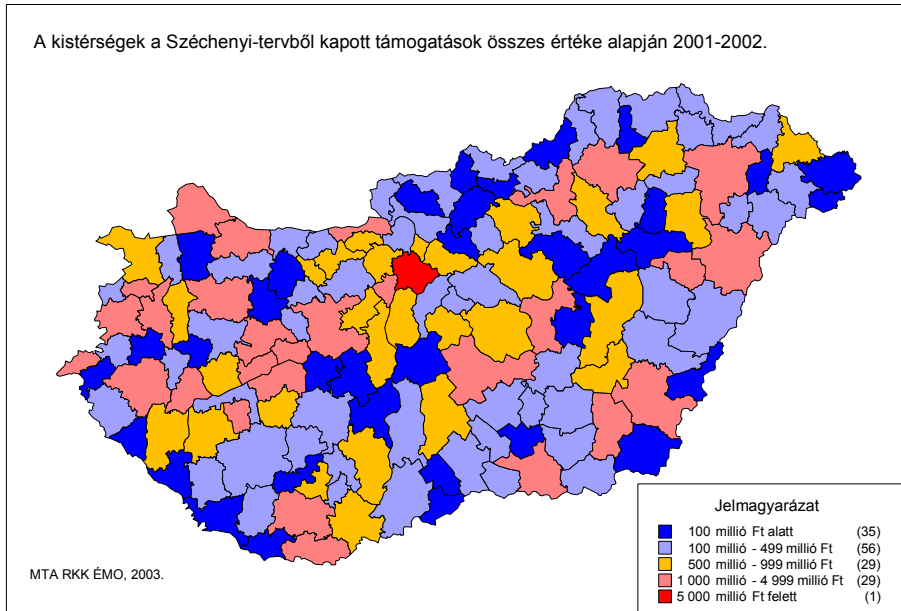 A kistérségek a Széchenyi-tervből kapott támogatások összes értéke alapján 2001-2002.
Jelmagyarázat
100 millió Ft alatt (35)
100 millió - 499 millió Ft (56)
500 millió - 999 millió Ft (29)
1 000 millió - 4 999 millió Ft (29)
5 000 millió Ft felett (1)
MTA RKK ÉMO, 2003.